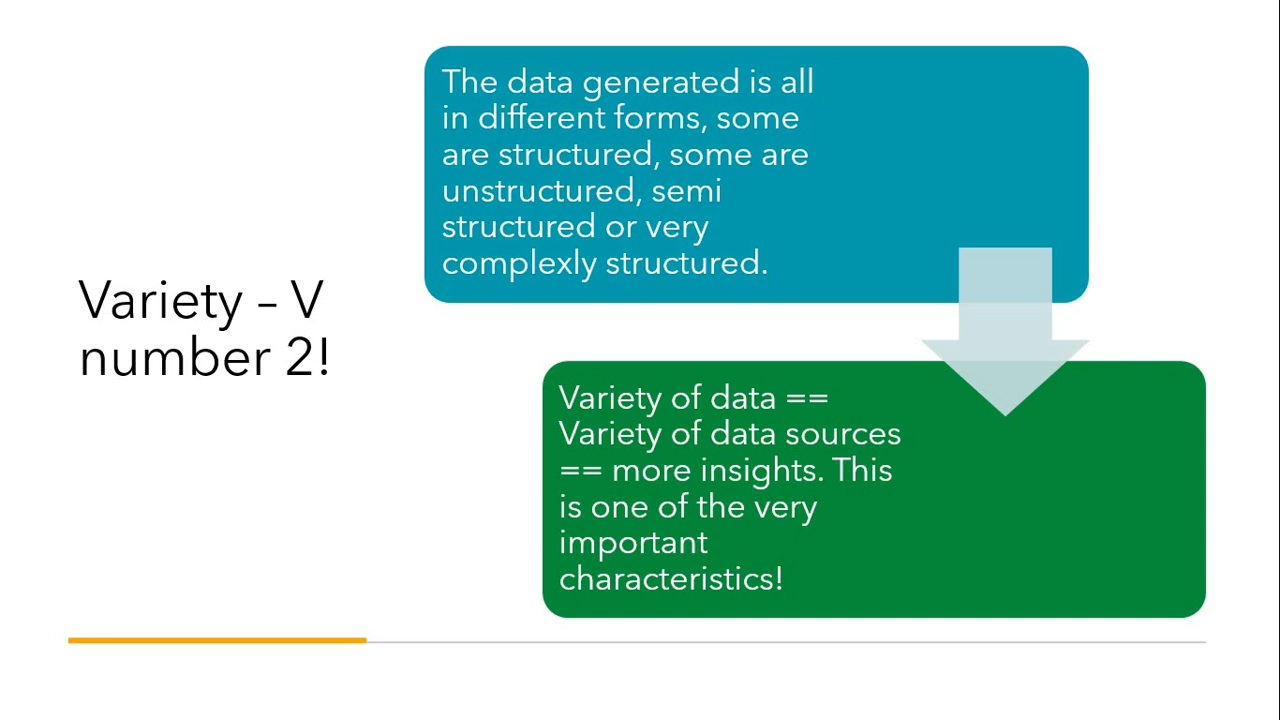 Variety – V
number 2!
The data generated is all
in different forms, some
are structured, some are
unstructured, semi
structured or very
complexly structured.
Variety of data ==
Variety of data sources
== more insights. This
is one of the very
important
characteristics!